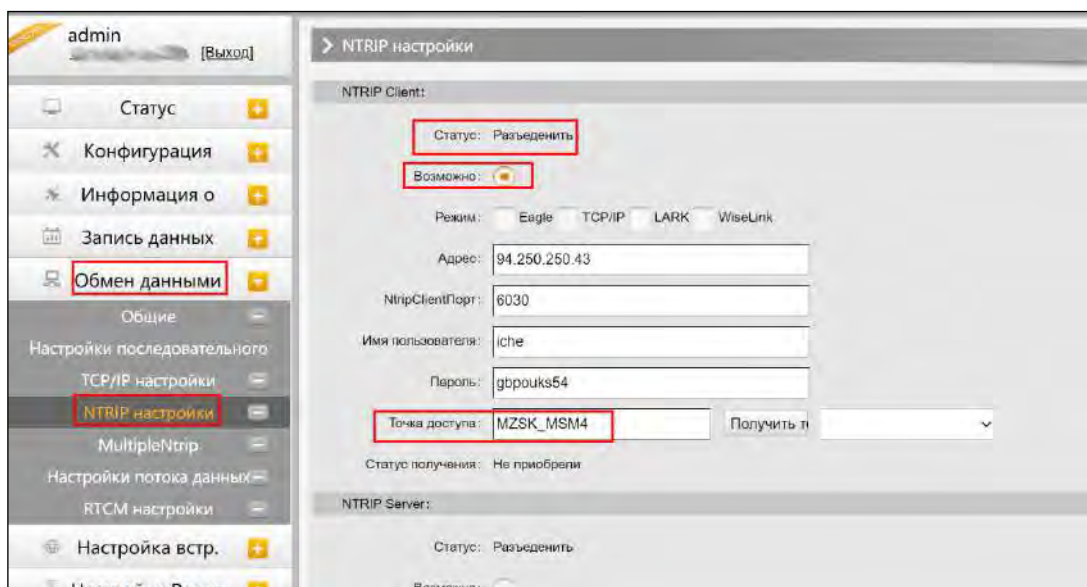 admin
[Выход]
Статус
Конфигурация
Информация о
Запись данных
Обмен данными
Общие
Настройки последовательного
TCP/IP настройки
NTRIP настройки
MultipleNtrip
Настройки потока данных
RTCM настройки
Настройка встр.
NTRIP настройки
NTRIP Client:
Статус: Разъеденить
Возможно:
Режим: Eagle TCP/IP LARK WiseLink
Адрес: 94.250.250.43
NtripClientПорт: 6030
Имя пользователя: iche
Пароль: gbpouks54
Точка доступа: MZSK_MSM4 Получить т
Статус получения: Не приобрели
NTRIP Server:
Статус: Разъеденить